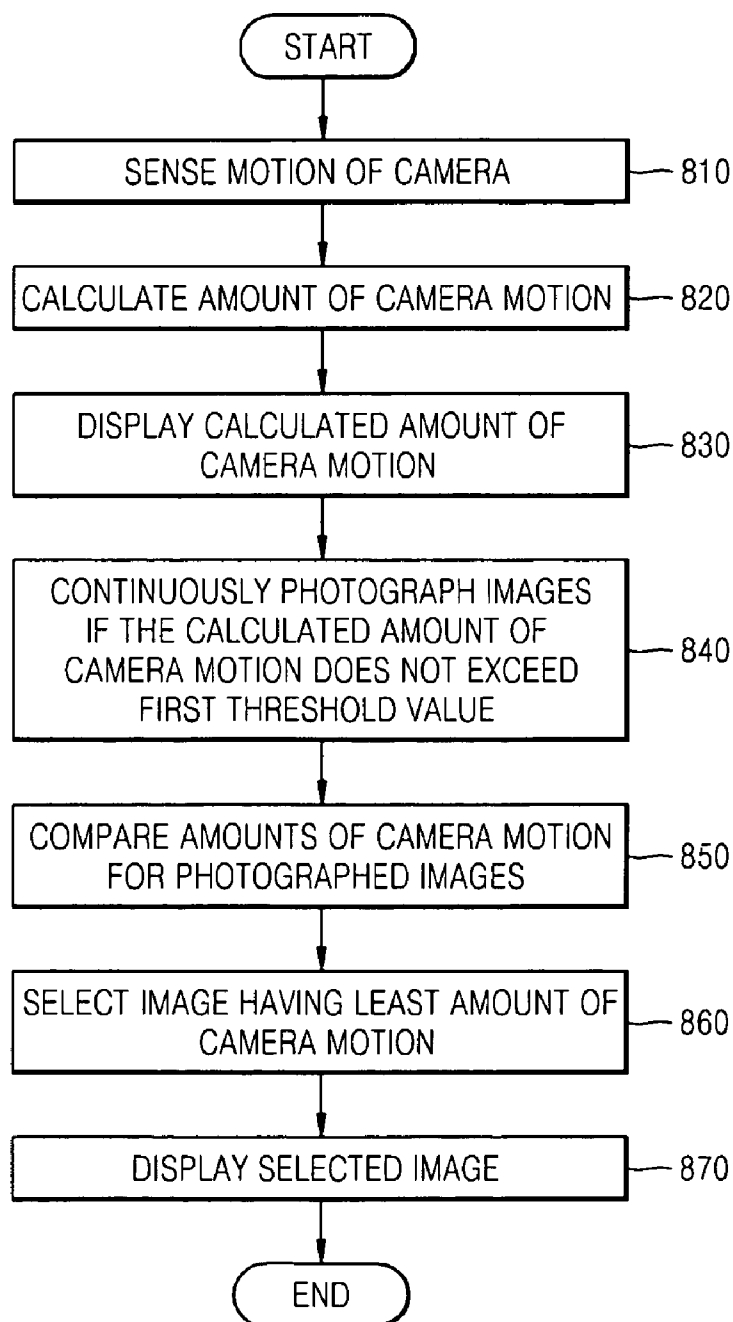 START
SENSE MOTION OF CAMERA
810
CALCULATE AMOUNT OF CAMERA MOTION
820
DISPLAY CALCULATED AMOUNT OF
CAMERA MOTION
830
CONTINUOUSLY PHOTOGRAPH IMAGES
IF THE CALCULATED AMOUNT OF
CAMERA MOTION DOES NOT EXCEED
FIRST THRESHOLD VALUE
840
COMPARE AMOUNTS OF CAMERA MOTION
FOR PHOTOGRAPHED IMAGES
850
SELECT IMAGE HAVING LEAST AMOUNT OF
CAMERA MOTION
860
DISPLAY SELECTED IMAGE
870
END